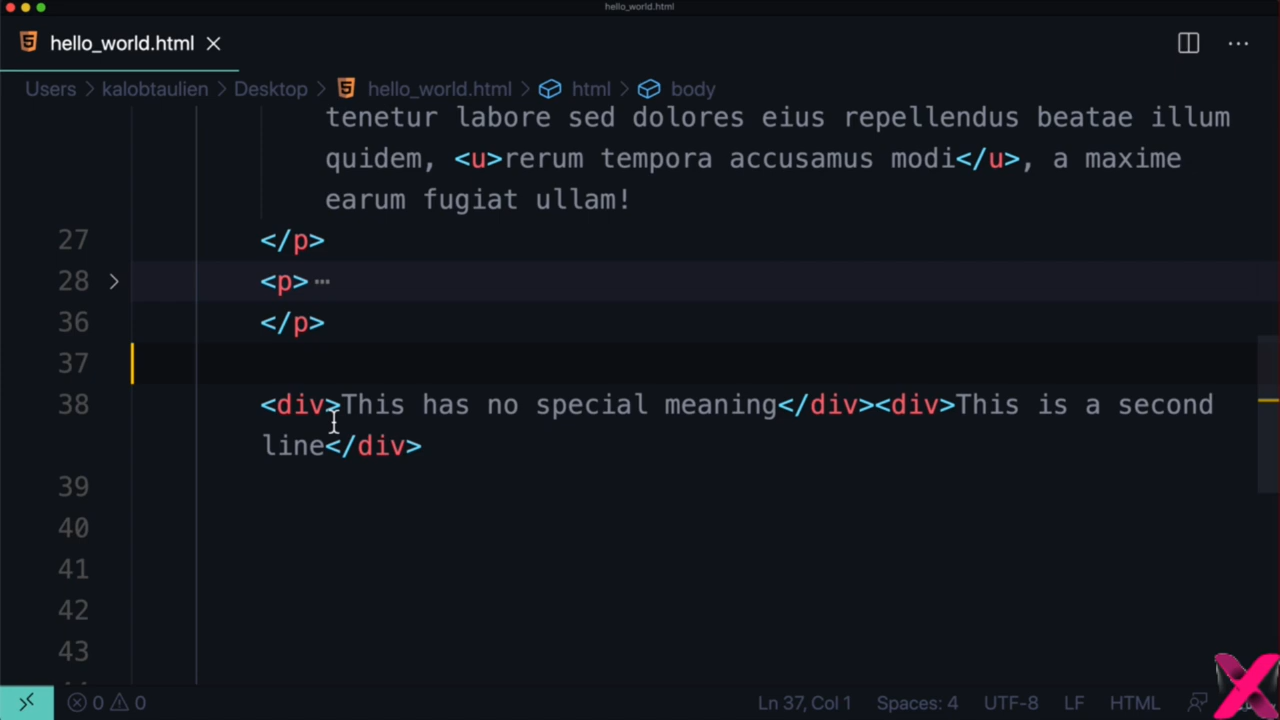 hello_world.html
hello_world.html
Users > kalobtaulien > Desktop > hello_world.html > html > body
tenetur labore sed dolores eius repellendus beatae illum
quidem, <u>rerum tempora accusamus modi</u>, a maxime
earum fugiat ullam!
27 </p>
28 <p>…
36 </p>
37
38 <div>This has no special meaning</div><div>This is a second
line</div>
39
40
41
42
43
0 0 Ln 37, Col 1 Spaces: 4 UTF-8 LF HTML